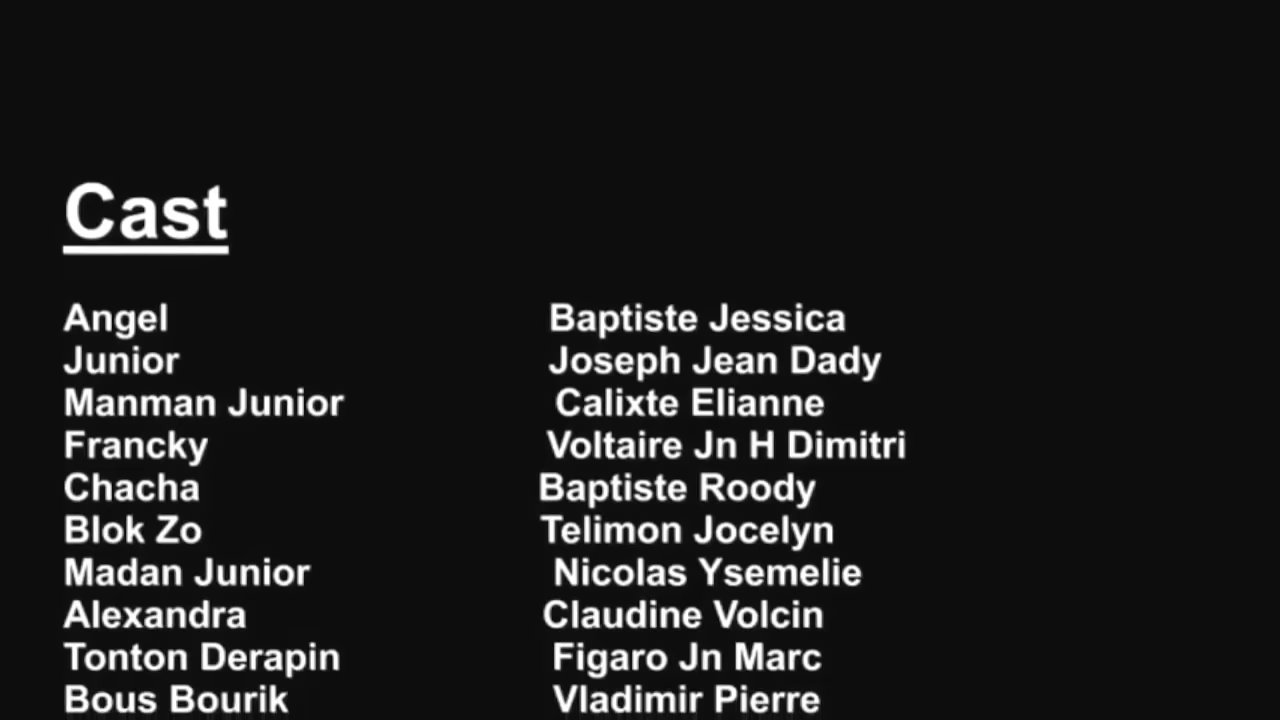 Cast
Angel Baptiste Jessica
Junior Joseph Jean Dady
Manman Junior Calixte Elianne
Francky Voltaire Jn H Dimitri
Chacha Baptiste Roody
Blok Zo Telimon Jocelyn
Madan Junior Nicolas Ysemelie
Alexandra Claudine Volcin
Tonton Derapin Figaro Jn Marc
Bous Bourik Vladimir Pierre